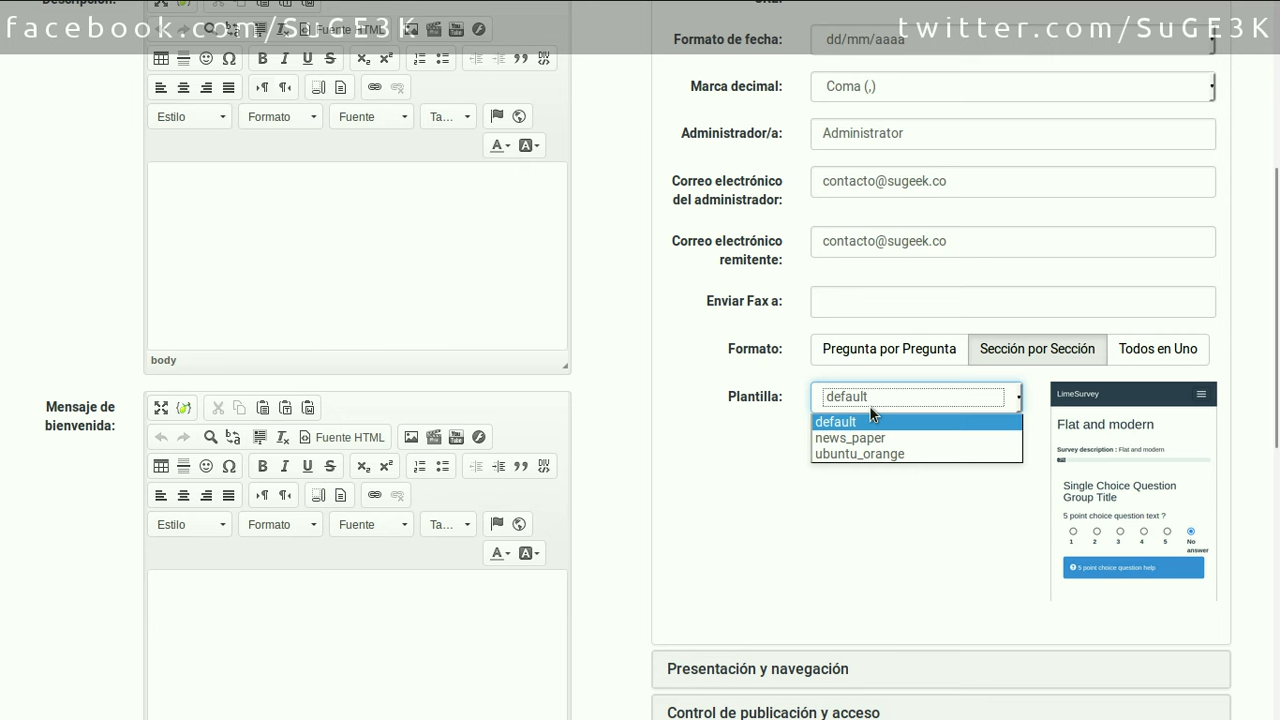 Descripción:
facebook.com/SuGE3K
twitter.com/SuGE3K
Fuente HTML
Estilo
Formato
Fuente
Ta...
A
A
body
Mensaje de
bienvenida:
Fuente HTML
Estilo
Formato
Fuente
Ta...
A
A
Formato de fecha:
dd/mm/aaaa
Marca decimal:
Coma (,)
Administrador/a:
Administrator
Correo electrónico
del administrador:
contacto@sugeek.co
Correo electrónico
remitente:
contacto@sugeek.co
Enviar Fax a:
Formato:
Pregunta por Pregunta
Sección por Sección
Todos en Uno
Plantilla:
default
default
news_paper
ubuntu_orange
LimeSurvey
Flat and modern
Survey description : Flat and modern
Single Choice Question
Group Title
5 point choice question text ?
1 2 3 4 5 No
answer
5 point choice question help
Presentación y navegación
Control de publicación y acceso